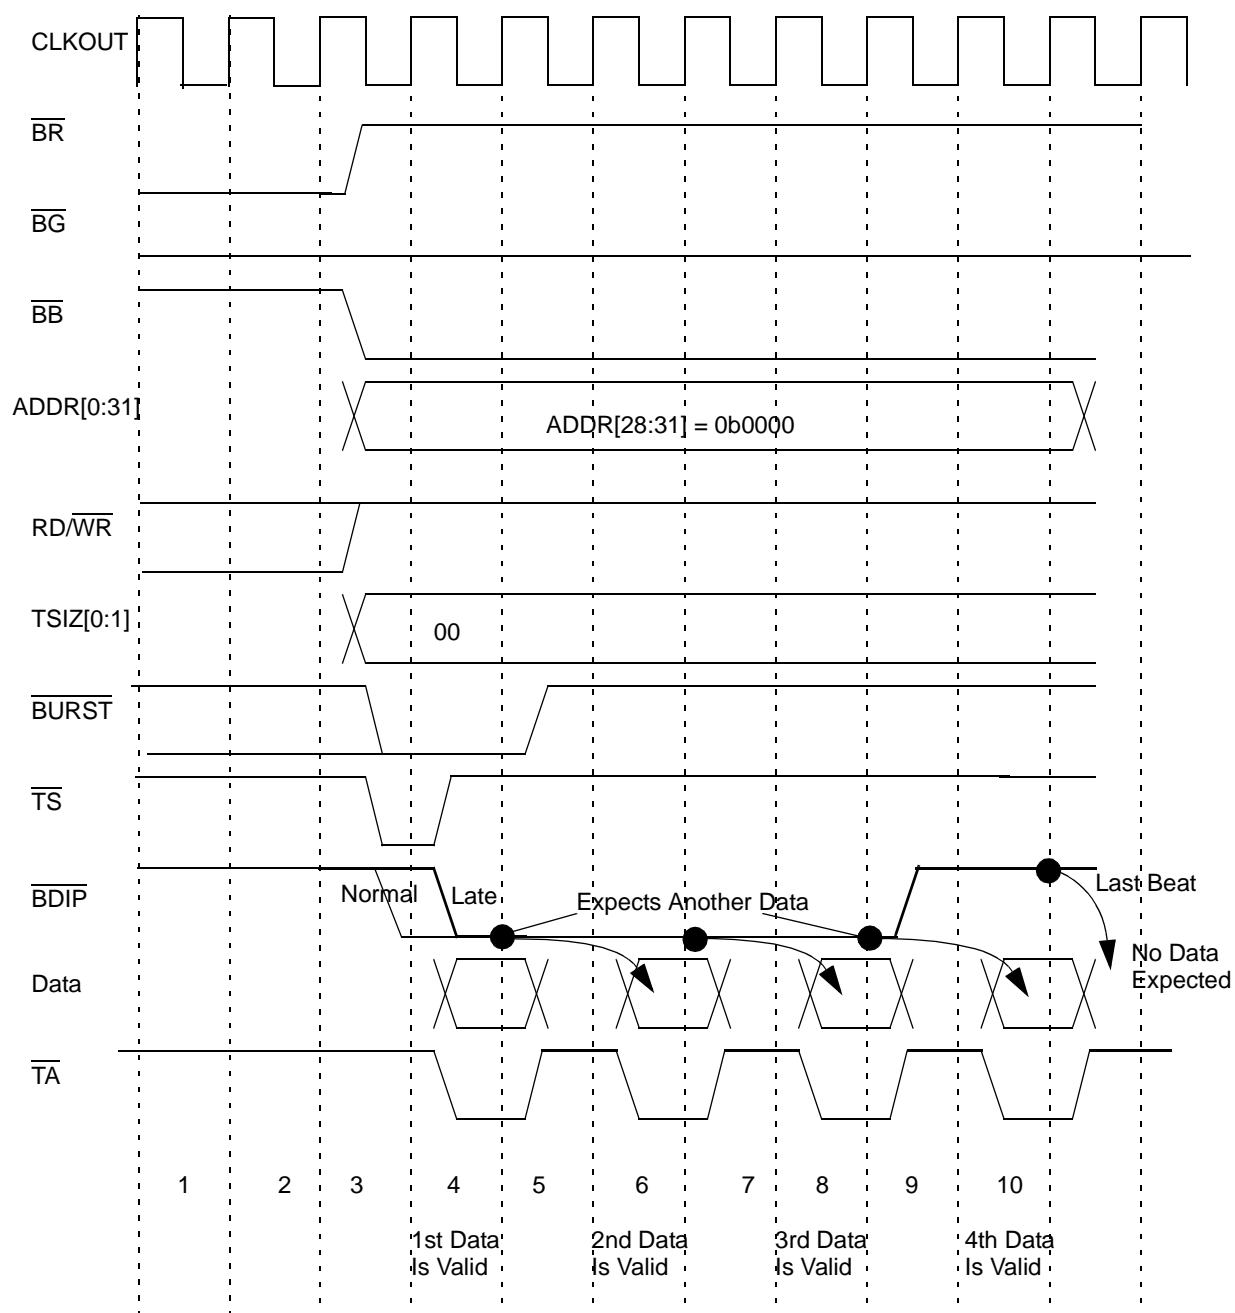 CLKOUT
BR
BG
BB
ADDR[0:31]
ADDR[28:31] = 0b0000
RD/WR
TSIZ[0:1]
00
BURST
TS
BDIP
Normal
Late
Expects Another Data
Last Beat
No Data
Expected
Data
TA
1 2 3 4 5 6 7 8 9 10
1st Data
Is Valid
2nd Data
Is Valid
3rd Data
Is Valid
4th Data
Is Valid